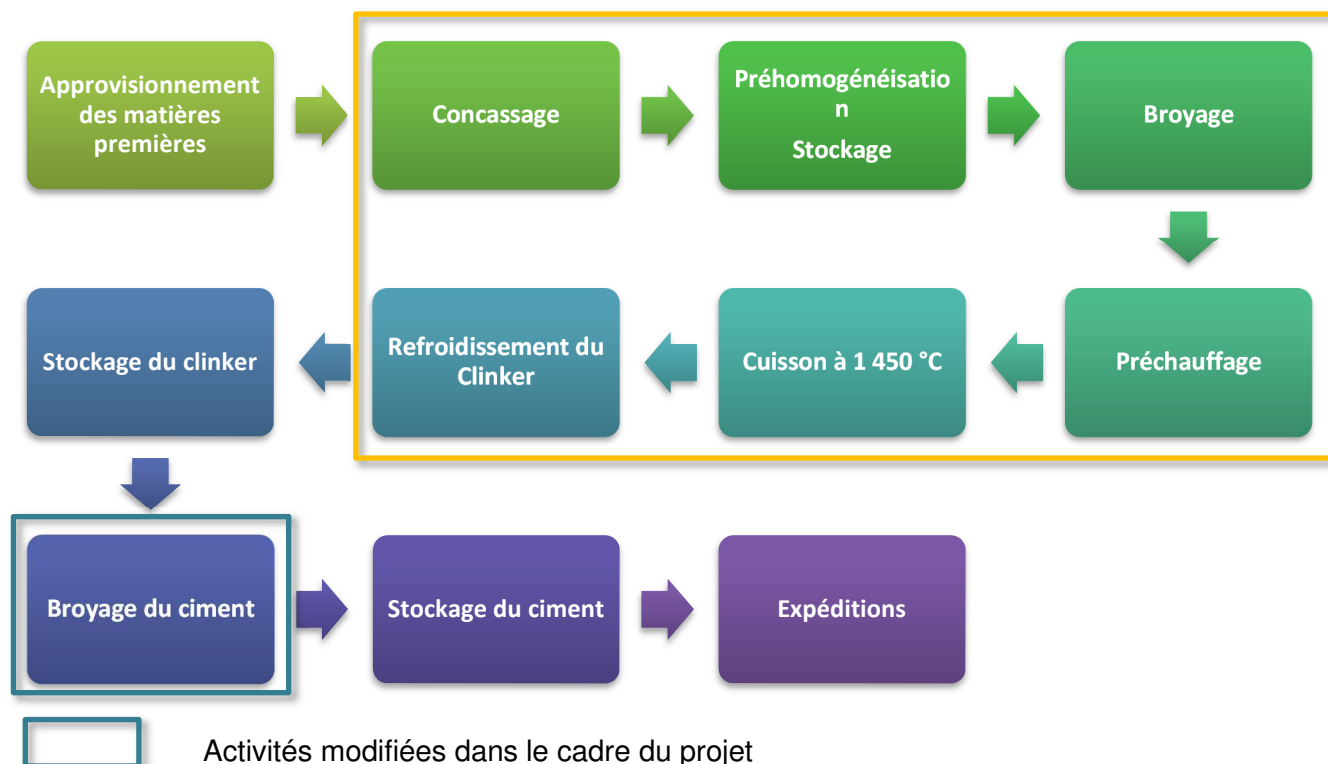 Approvisionnement
des matières
premières
Concassage
Préhomogénéisatio
n
Stockage
Broyage
Préchauffage
Cuisson à 1 450 °C
Refroidissement du
Clinker
Stockage du clinker
Broyage du ciment
Stockage du ciment
Expéditions
Activités modifiées dans le cadre du projet